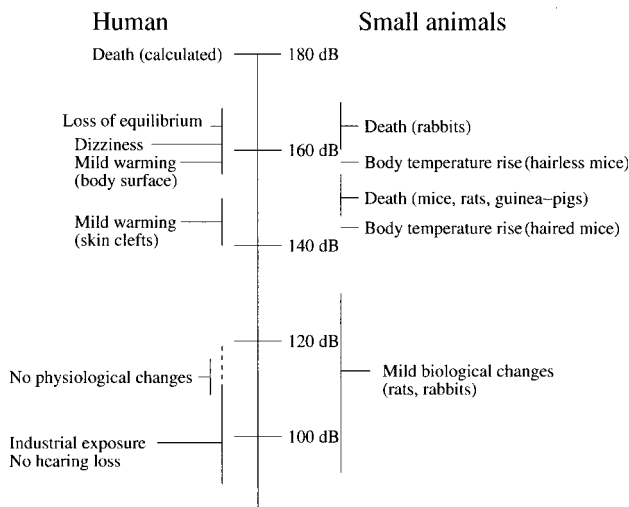 Human
Small animals
Death (calculated)
180 dB
Loss of equilibrium
Death (rabbits)
Dizziness
160 dB
Mild warming
(body surface)
Body temperature rise (hairless mice)
Death (mice, rats, guinea-pigs)
Mild warming
(skin clefts)
Body temperature rise (haired mice)
140 dB
120 dB
No physiological changes
Mild biological changes
(rats, rabbits)
100 dB
Industrial exposure
No hearing loss